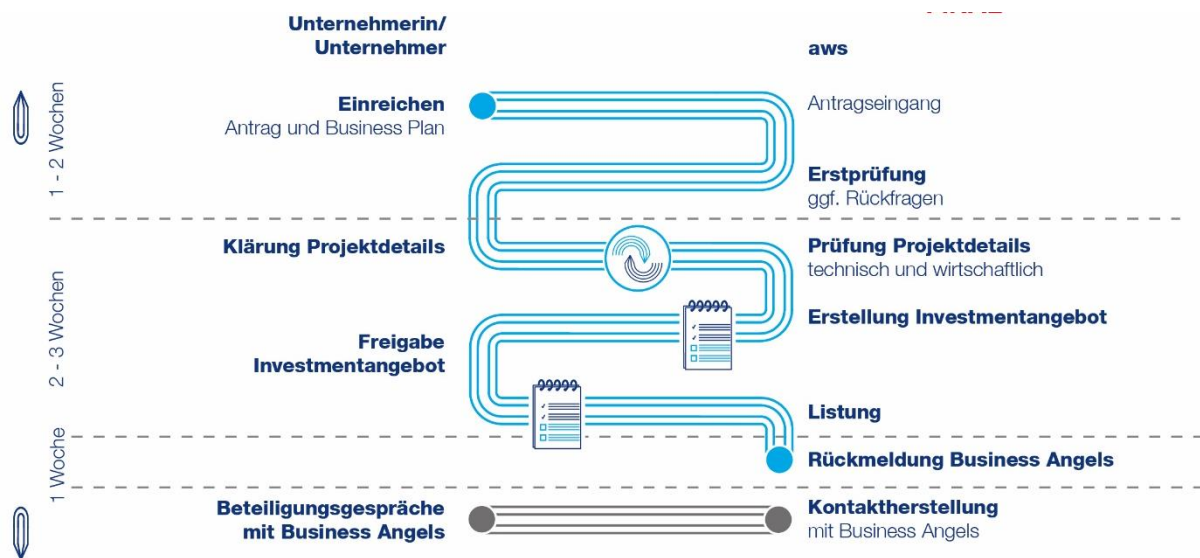 Unternehmerin/
Unternehmer
aws
Einreichen
Antrag und Business Plan
Antragseingang
Erstprüfung
ggf. Rückfragen
1 - 2 Wochen
Klärung Projektdetails
Prüfung Projektdetails
technisch und wirtschaftlich
Erstellung Investmentangebot
Freigabe
Investmentangebot
2 - 3 Wochen
Listung
1 Woche
Rückmeldung Business Angels
Beteiligungsgespräche
mit Business Angels
Kontaktherstellung
mit Business Angels